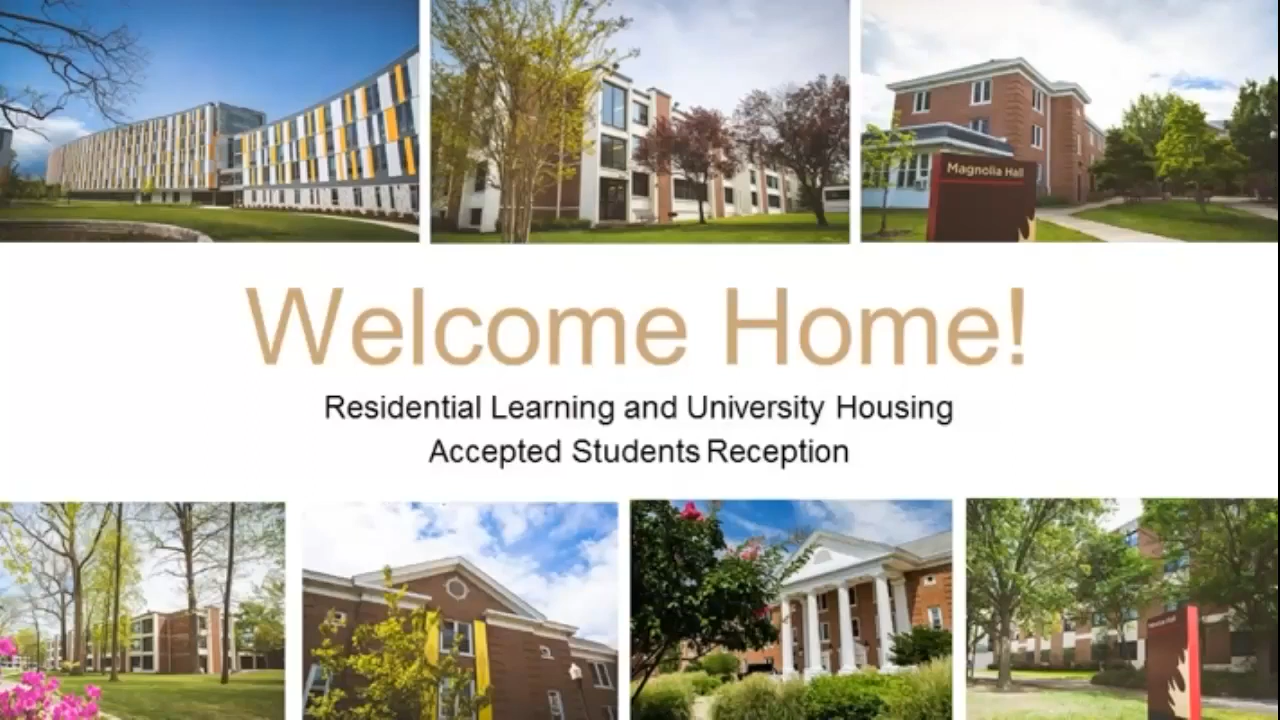 Magnolia Hall
Welcome Home!
Residential Learning and University Housing
Accepted Students Reception